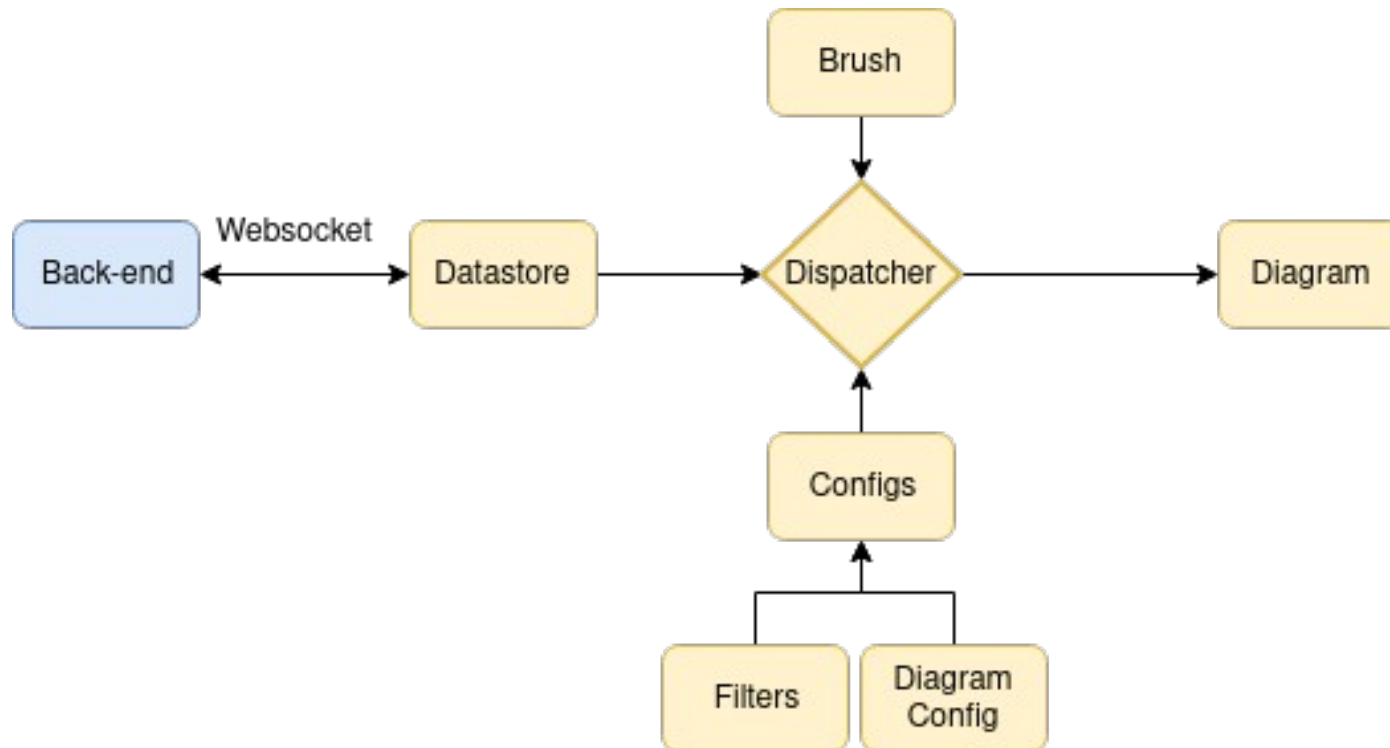 Brush
Websocket
Back-end
Datastore
Dispatcher
Diagram
Configs
Filters
Diagram
Config